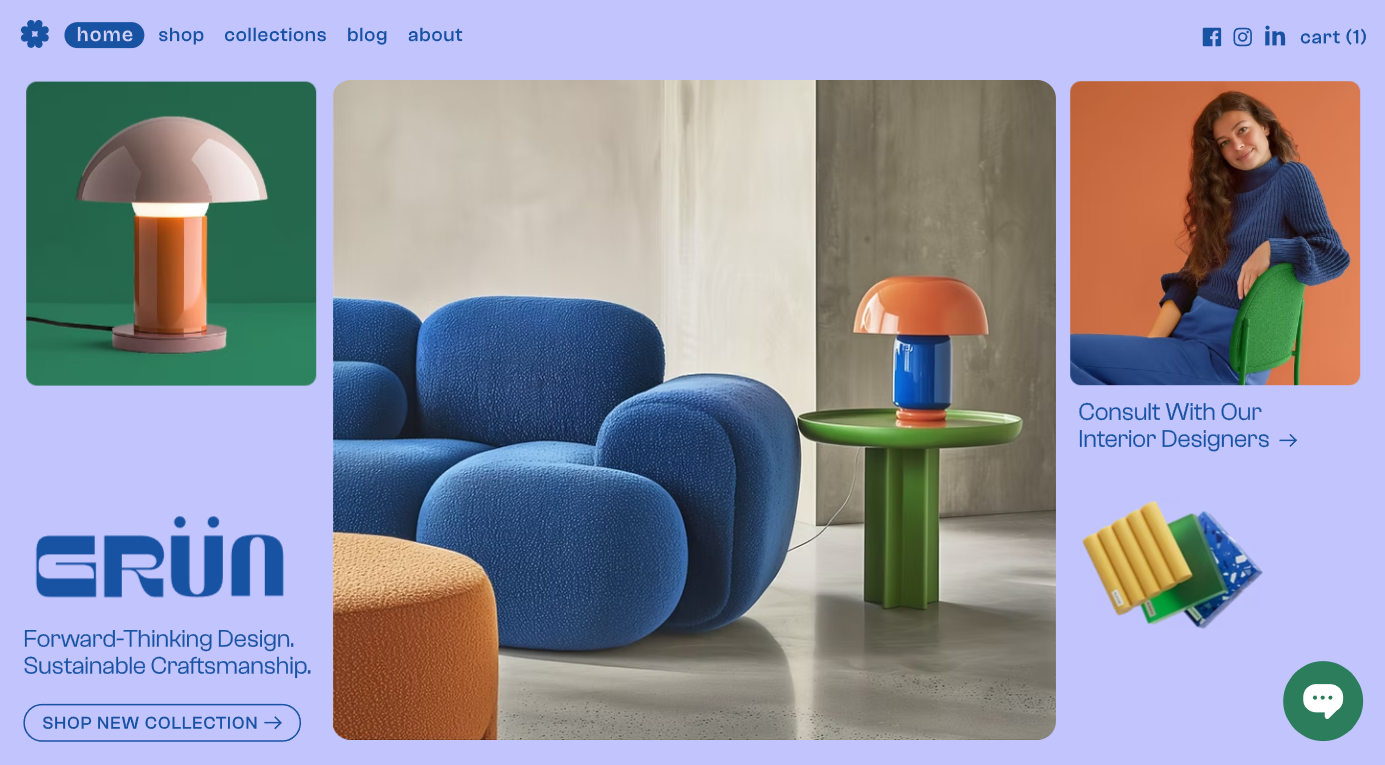 home shop collections blog about
cart (1)
Consult With Our
Interior Designers →
GRÜN
Forward-Thinking Design.
Sustainable Craftsmanship.
SHOP NEW COLLECTION →